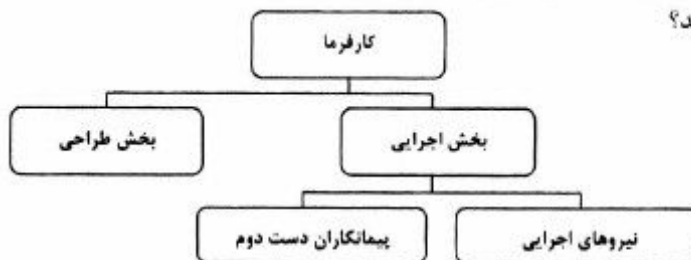 د؟
کارفرما
بخش اجرایی
بخش طراحی
نیروهای اجرایی
پیمانکاران دست دوم